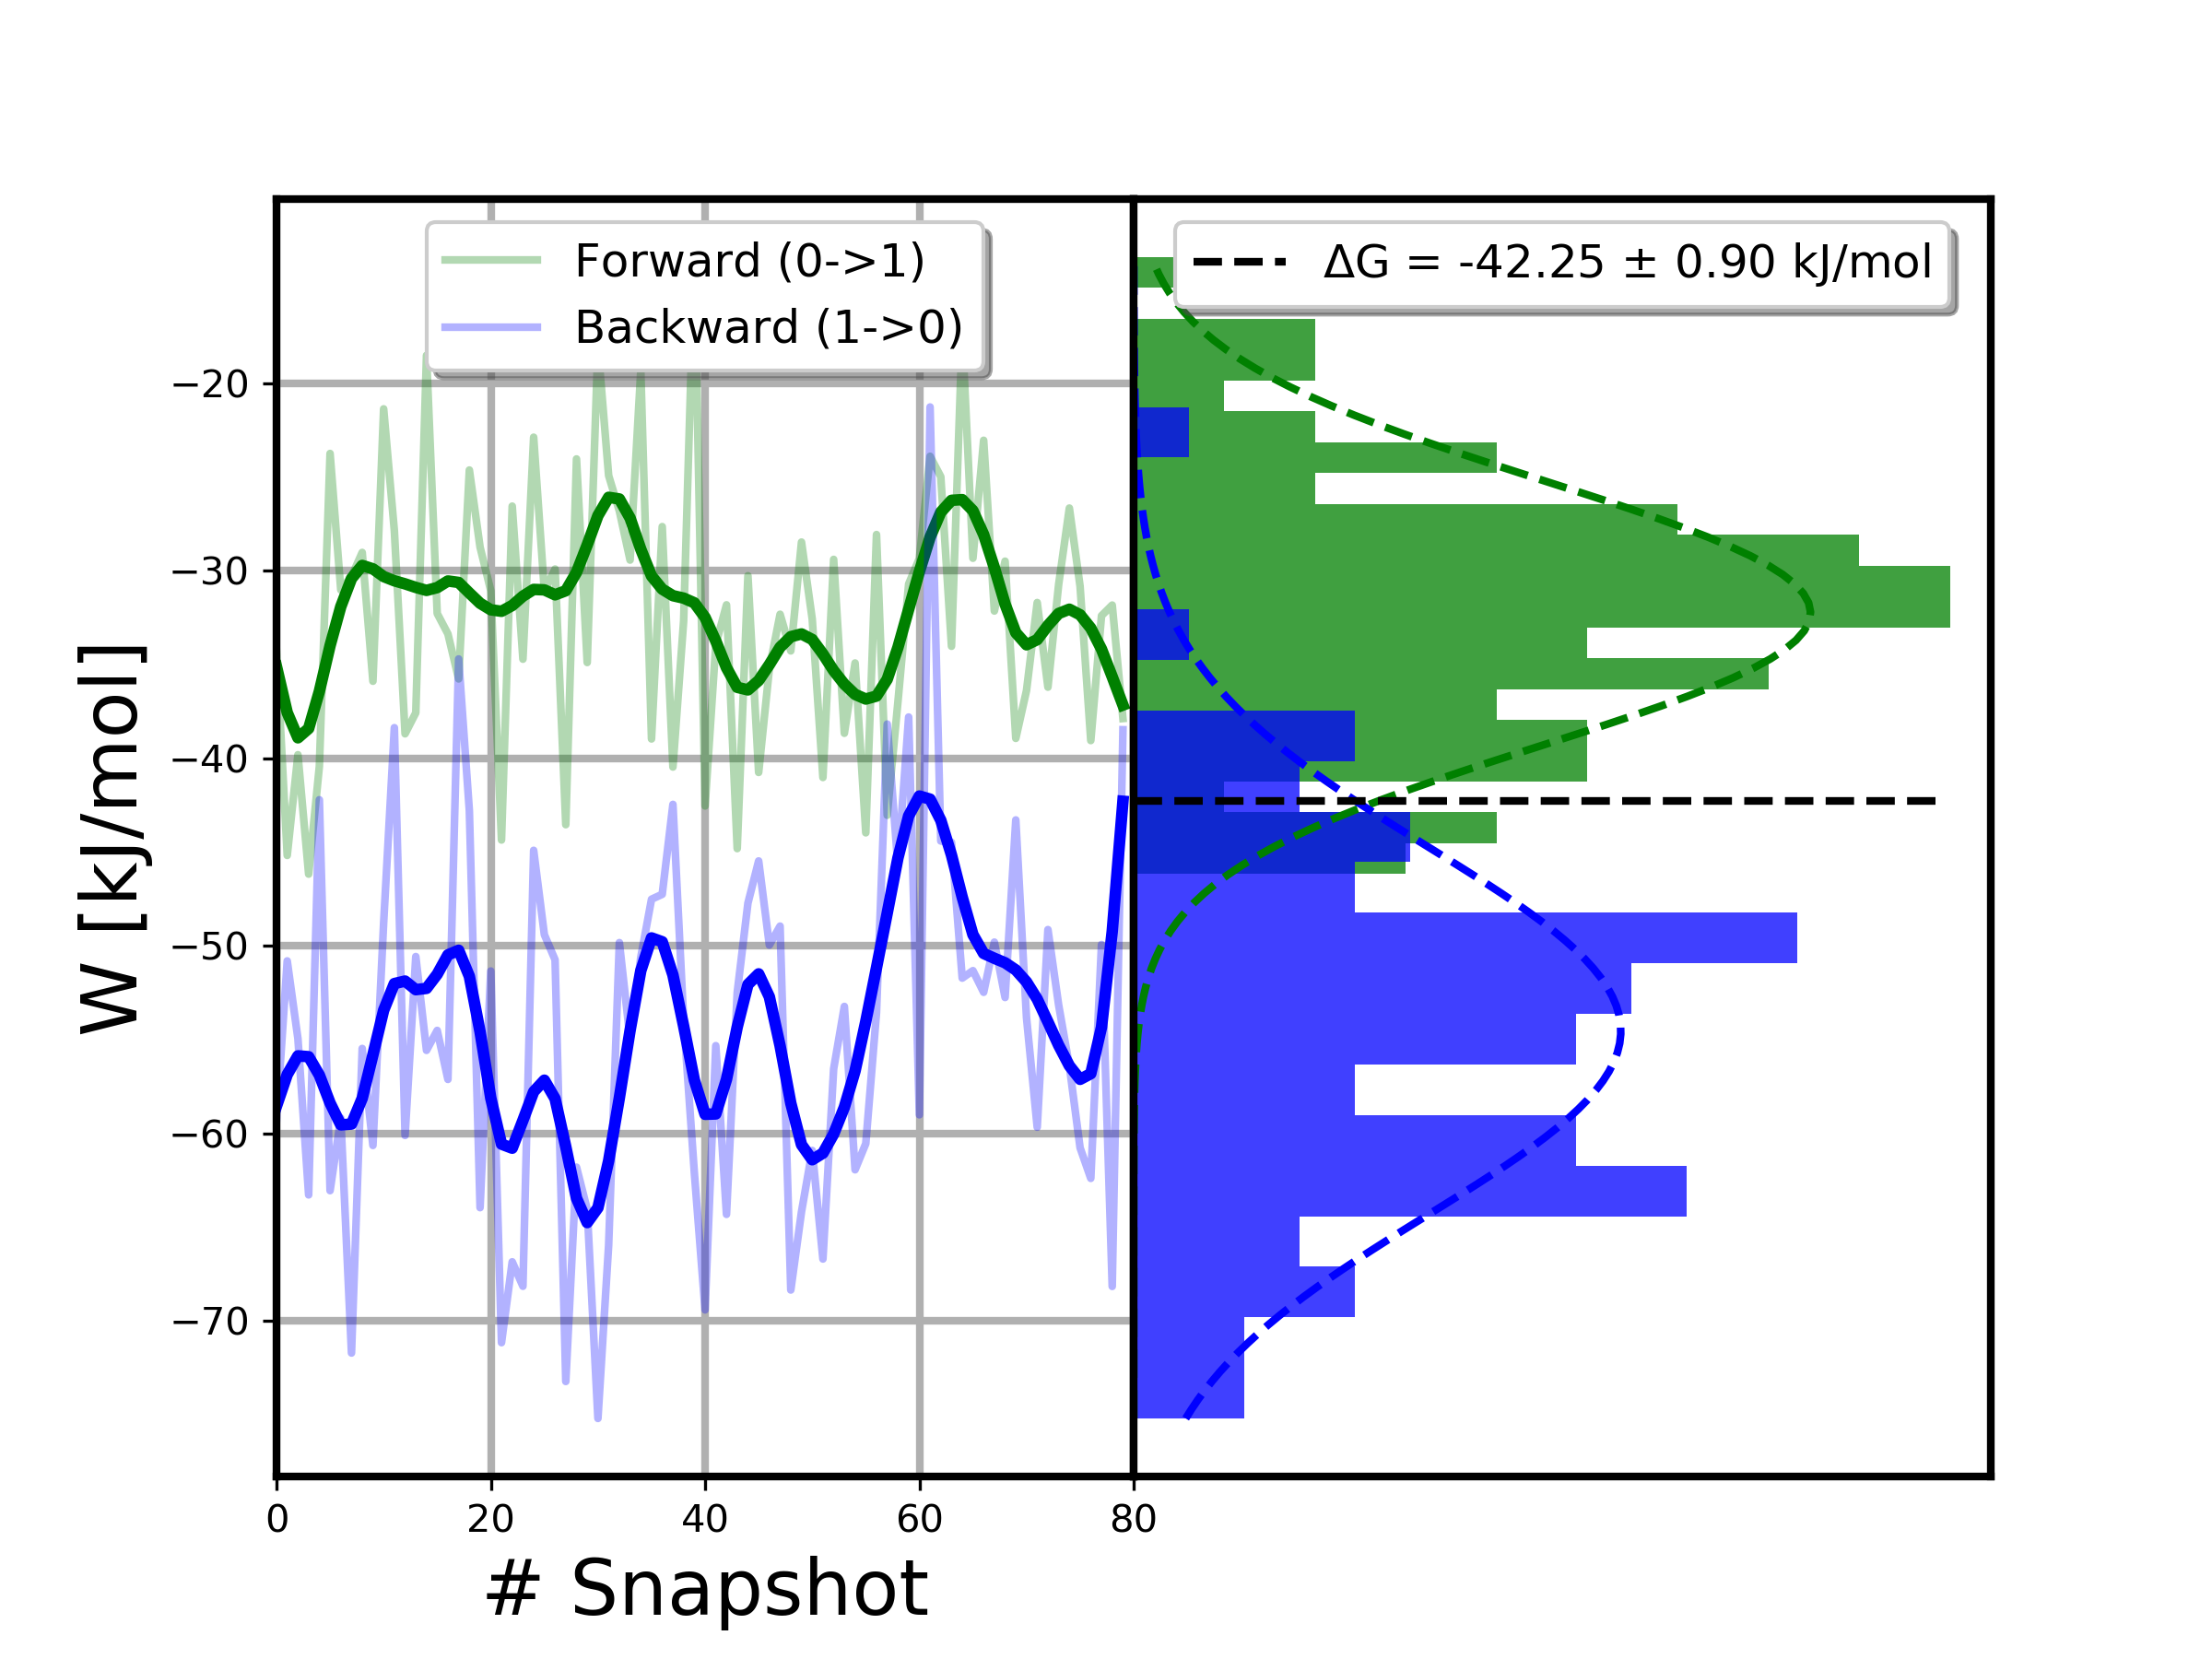 Forward (0->1)
Backward (1->0)
ΔG = -42.25 ± 0.90 kJ/mol
W [kJ/mol]
−20
−30
−40
−50
−60
−70
0 20 40 60 80
# Snapshot